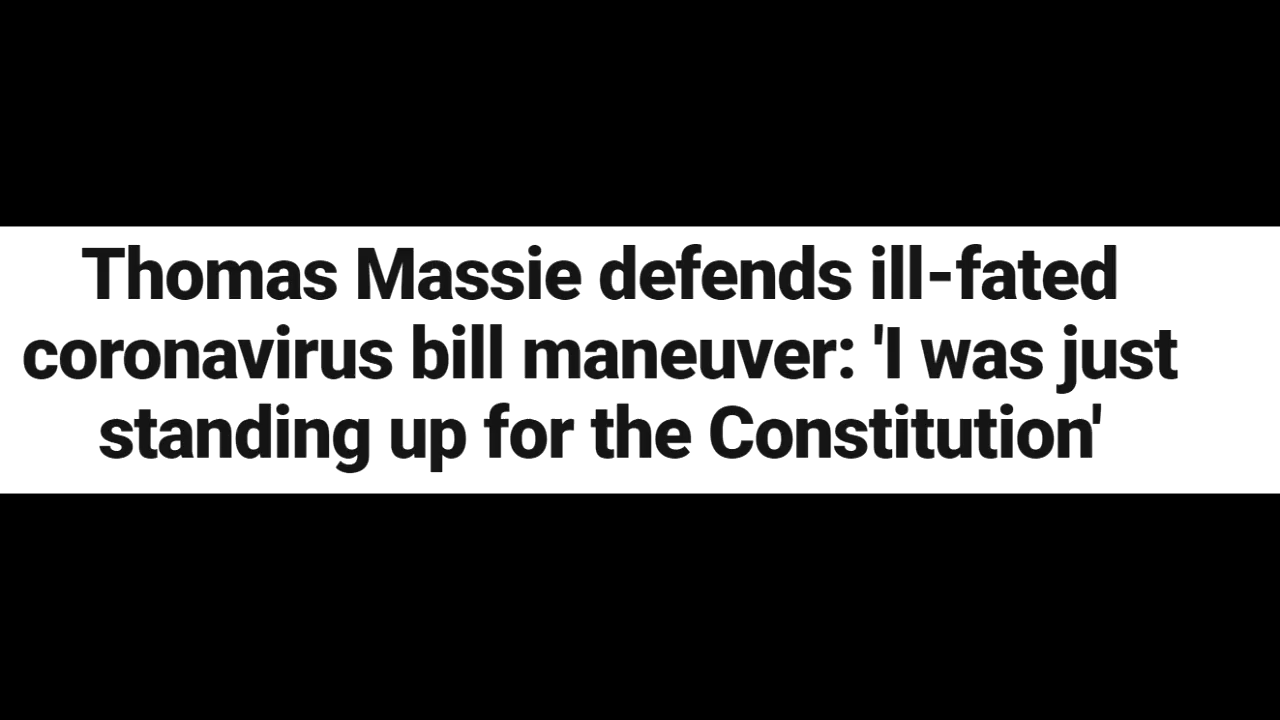 Thomas Massie defends ill-fated
coronavirus bill maneuver: 'I was just
standing up for the Constitution'